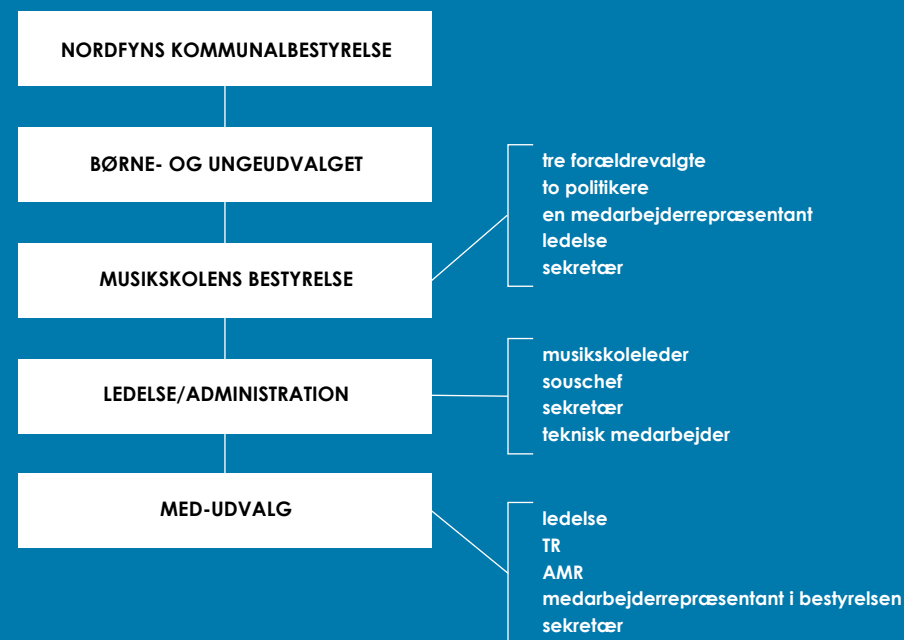 NORDFYNS KOMMUNALBESTYRELSE
BØRNE- OG UNGEUDVALGET
tre forældrevalgte
to politikere
en medarbejderrepræsentant
ledelse
sekretær
MUSIKSKOLENS BESTYRELSE
LEDELSE/ADMINISTRATION
musikskoleleder
souschef
sekretær
teknisk medarbejder
MED-UDVALG
ledelse
TR
AMR
medarbejderrepræsentant i bestyrelsen
sekretær